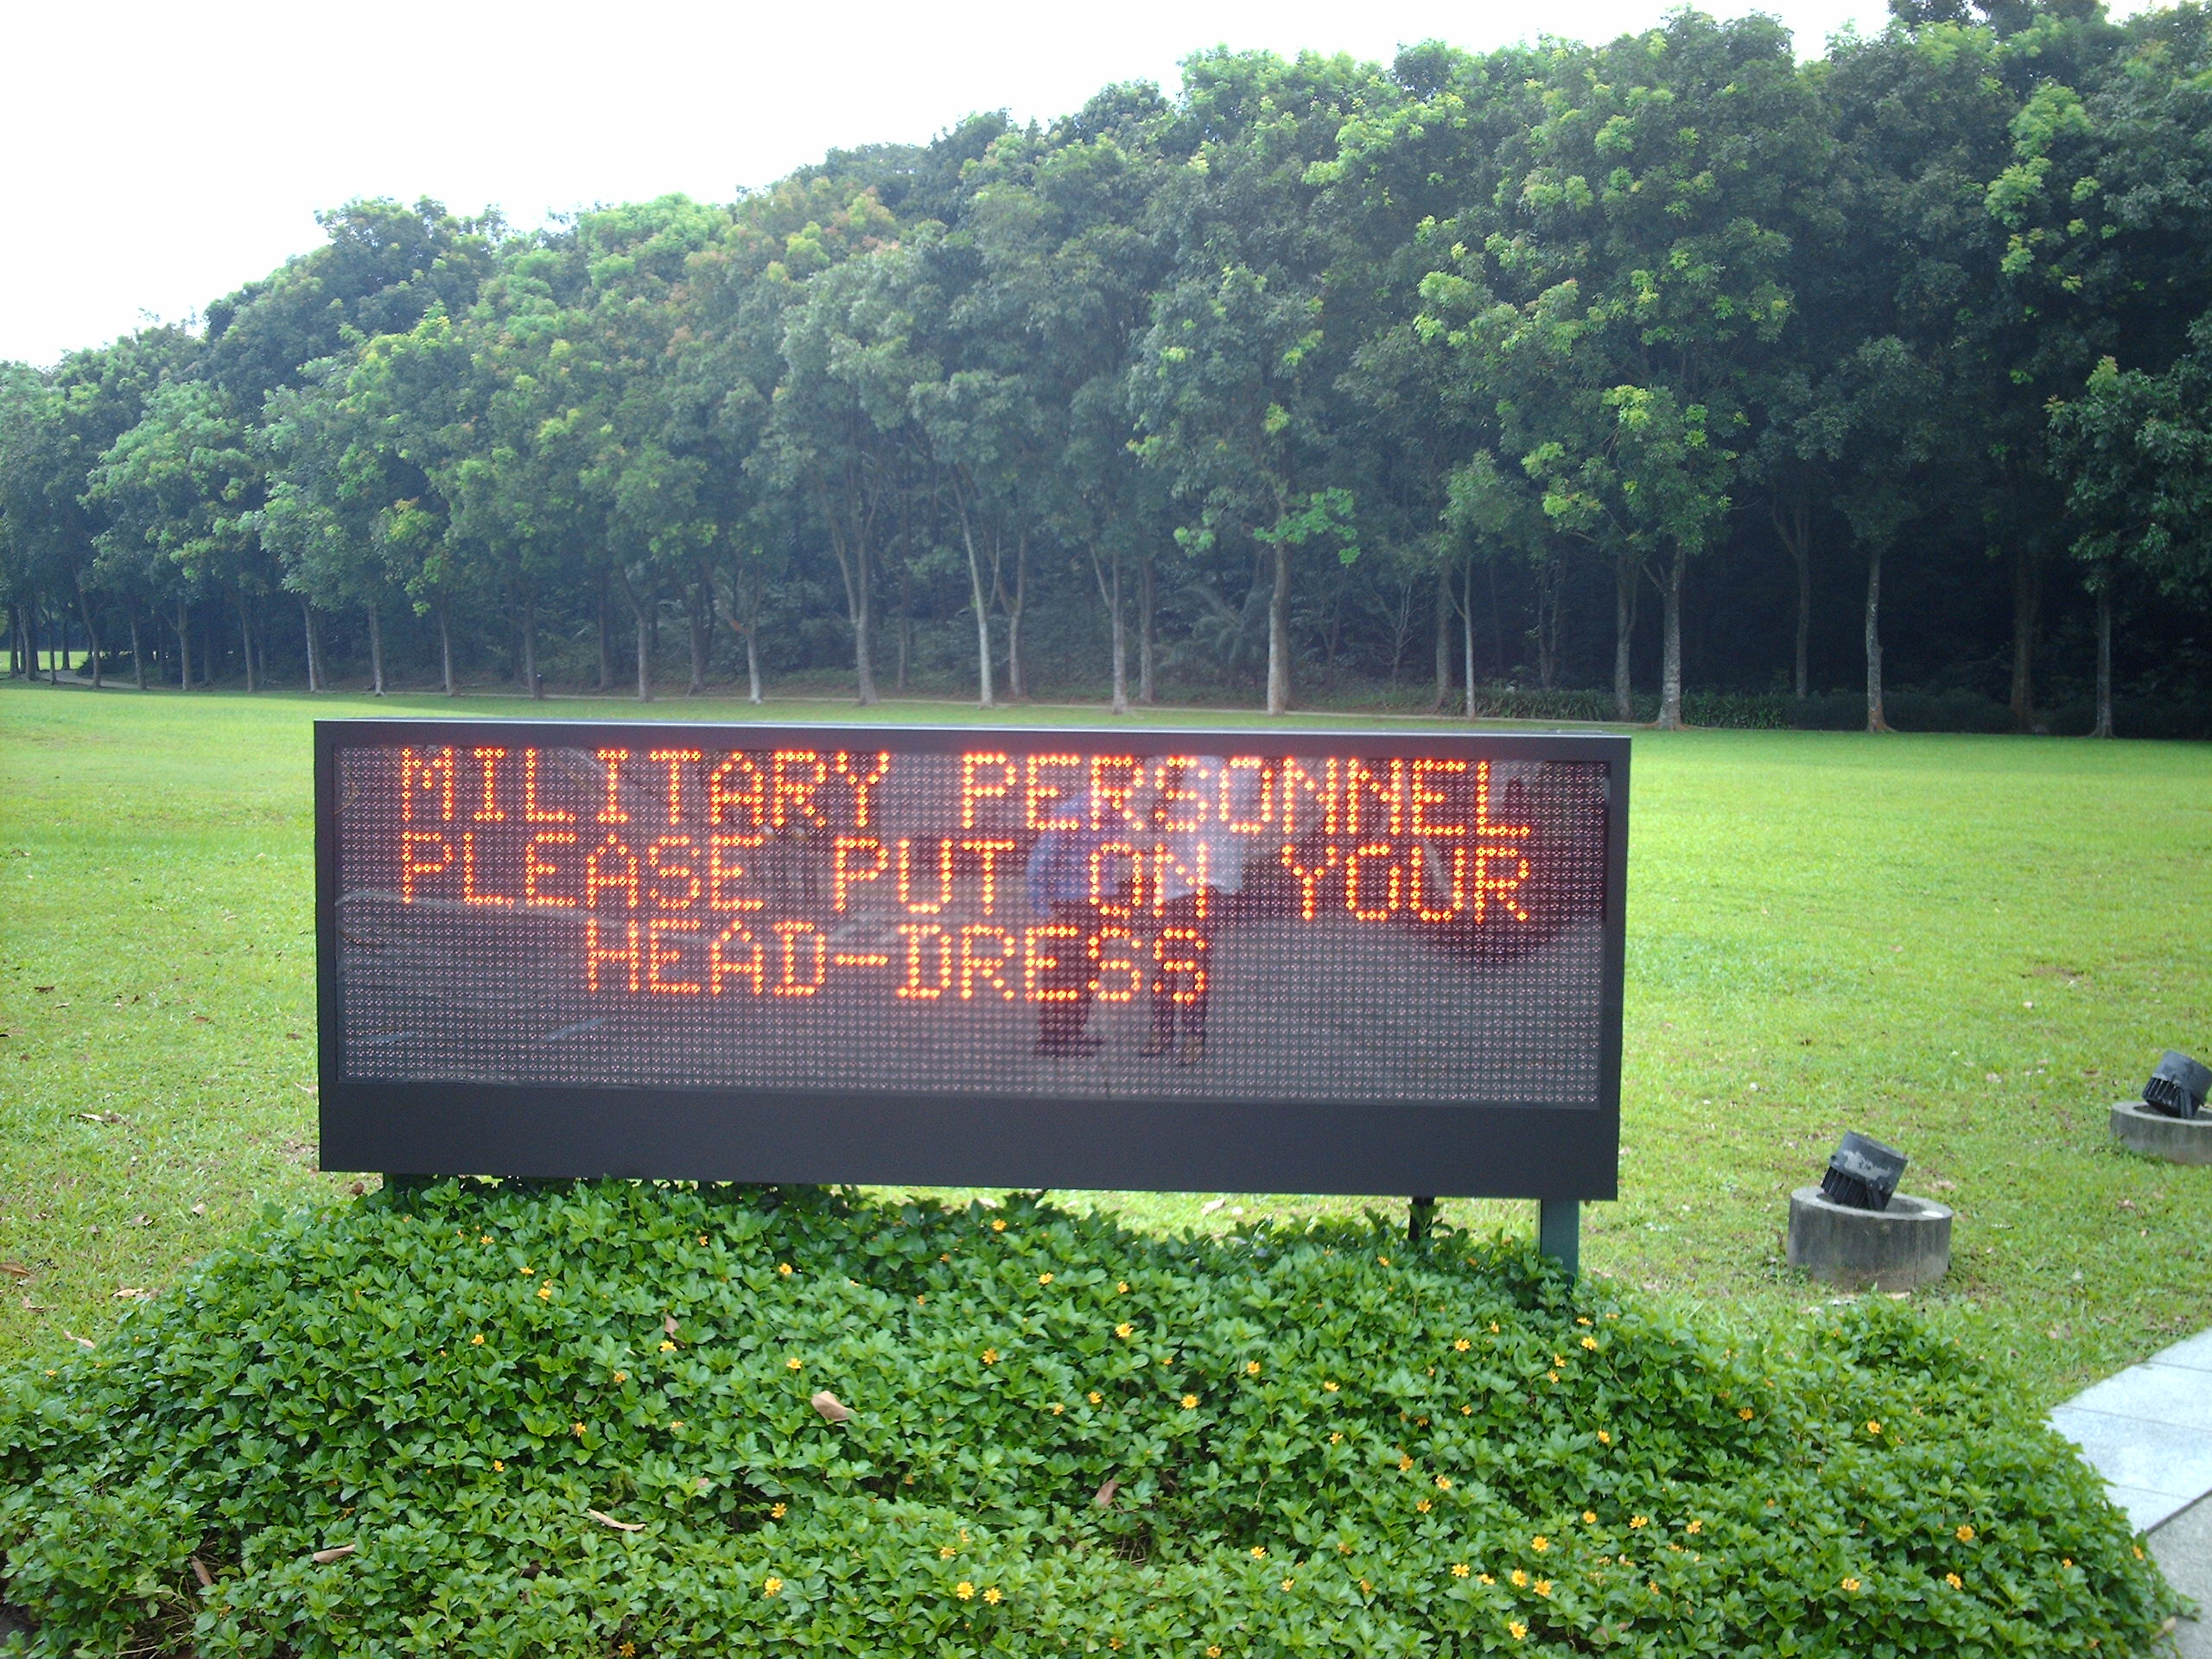 MILITARY PERSONNEL
PLEASE PUT ON YOUR
HEAD-DRESS